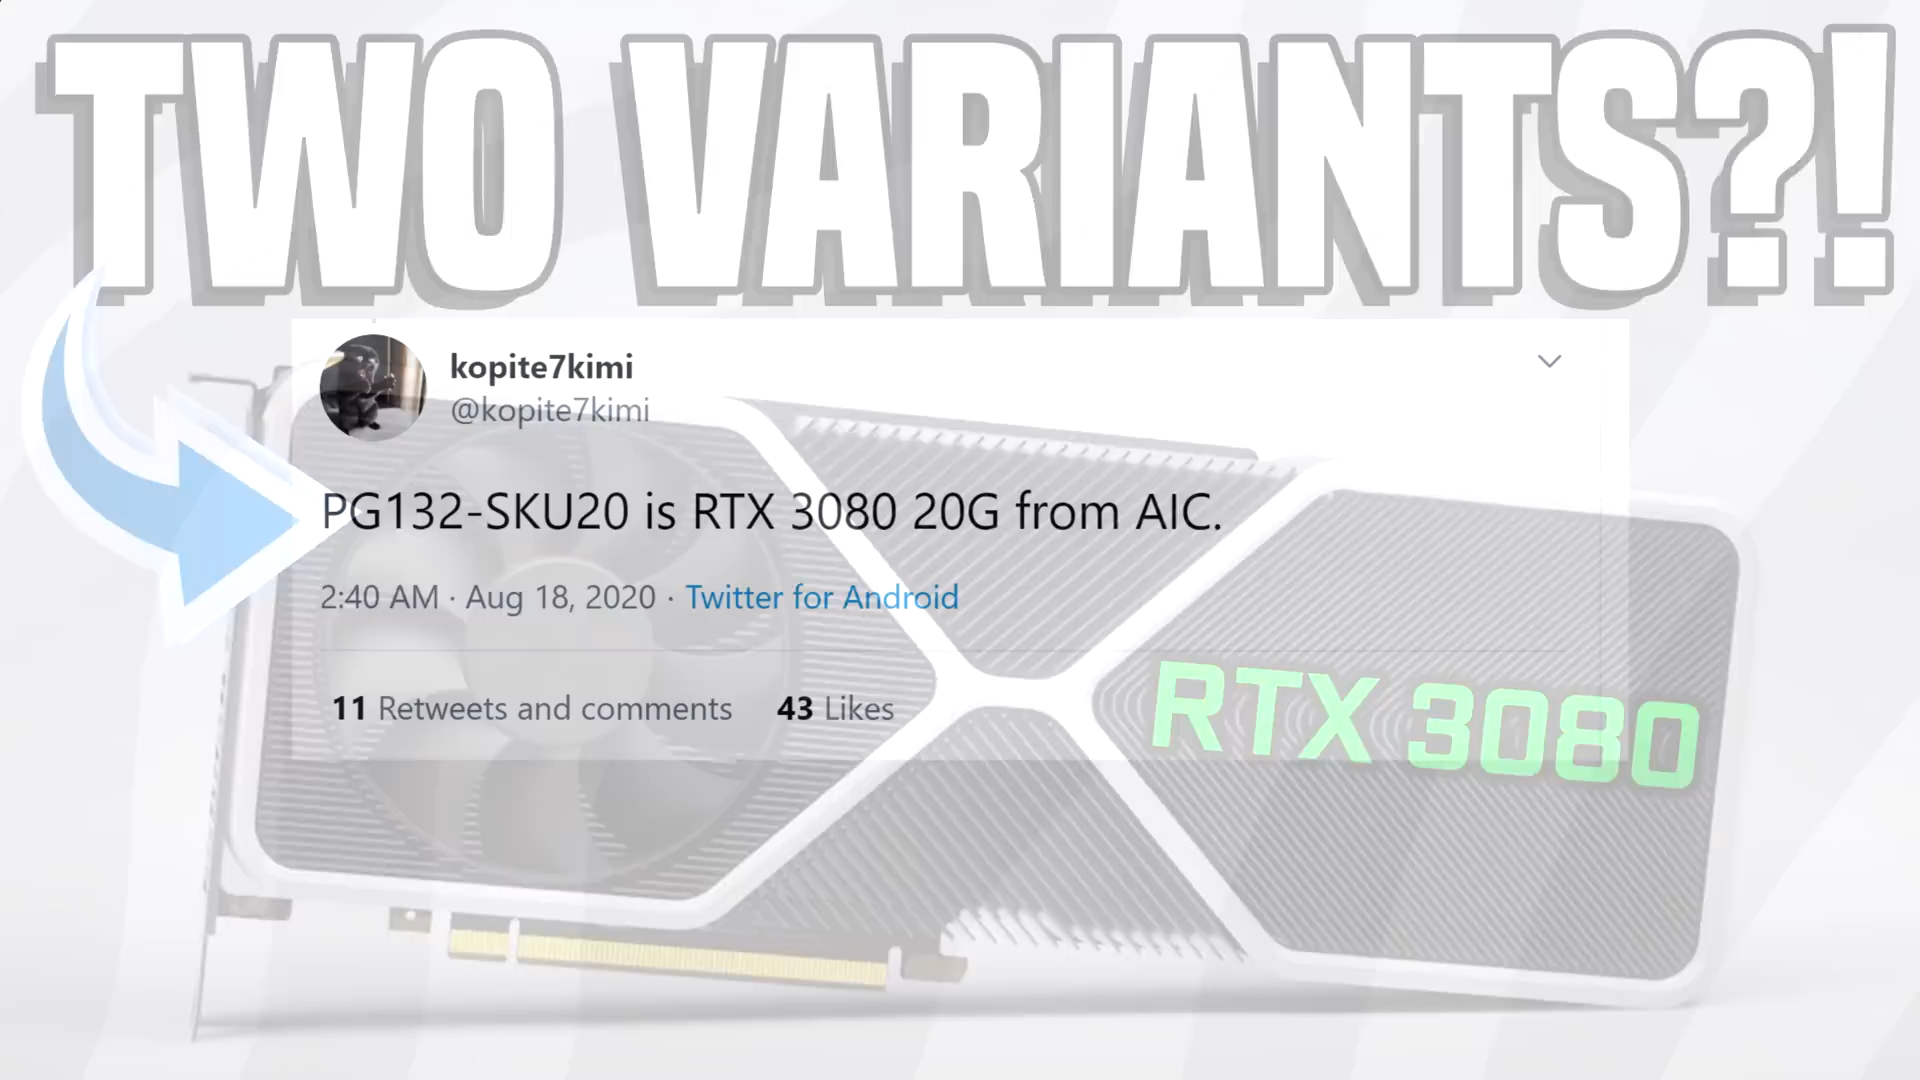 TWO VARIANTS?!
kopite7kimi
@kopite7kimi
PG132-SKU20 is RTX 3080 20G from AIC.
2:40 AM · Aug 18, 2020 · Twitter for Android
11 Retweets and comments 43 Likes
RTX 3080